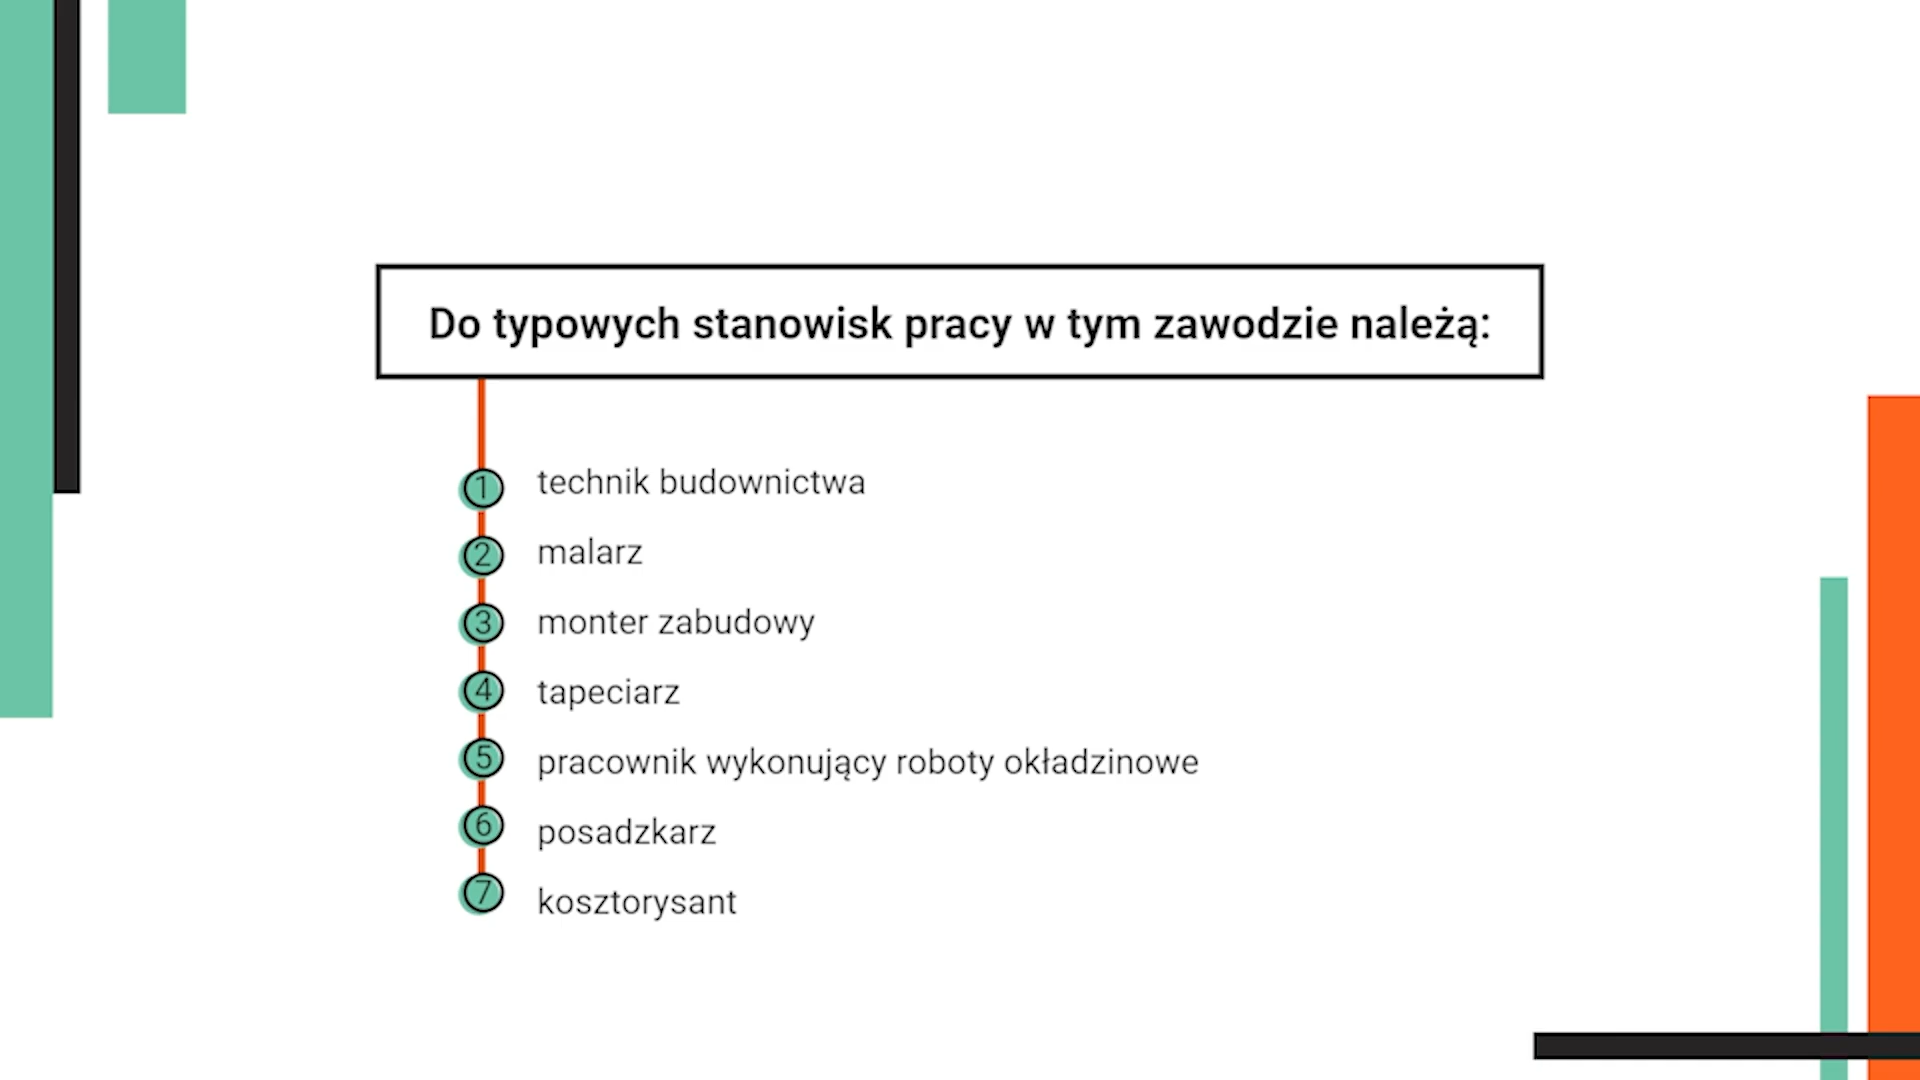 Do typowych stanowisk pracy w tym zawodzie należą:
1 technik budownictwa
2 malarz
3 monter zabudowy
4 tapeciarz
5 pracownik wykonujący roboty okładzinowe
6 posadzkarz
7 kosztorysant